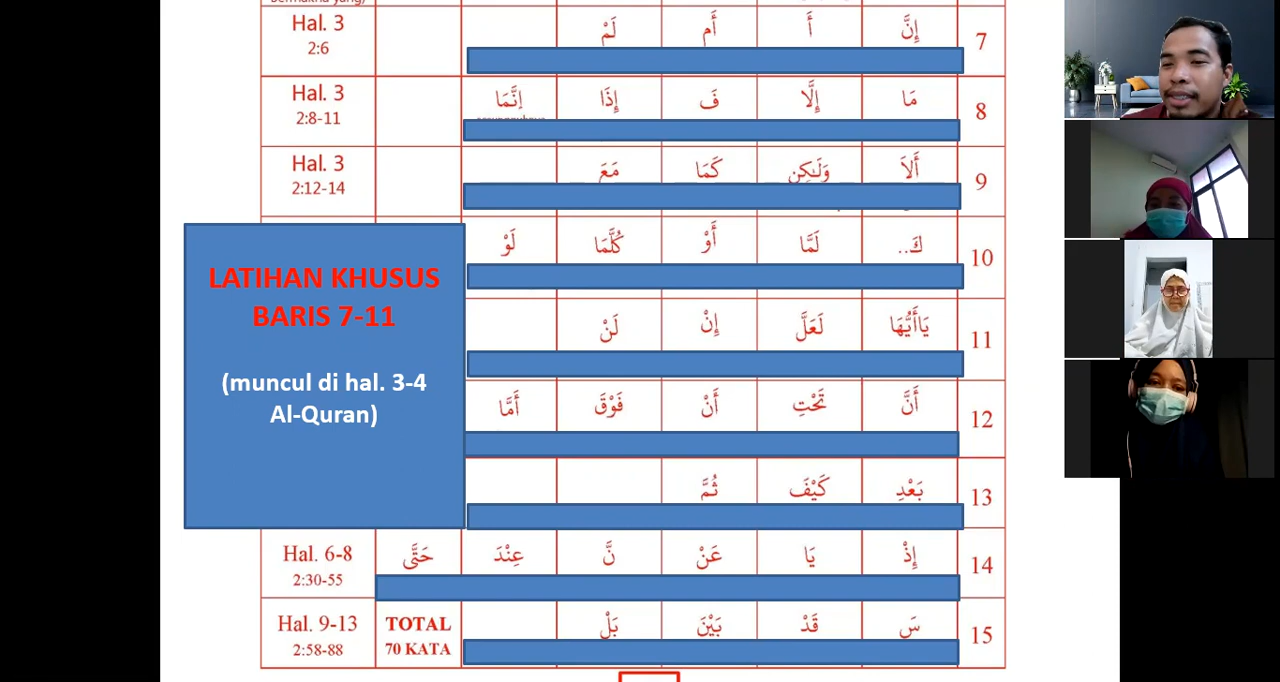 Hal. 3
2:6
لَمْ
أَم
أَ
إِنَّ
7
Hal. 3
2:8-11
اِنَّمَا
إِذَا
فَ
إِلَّا
مَا
8
Hal. 3
2:12-14
مَعَ
كَمَا
وَلَـٰكِن
أَلاَ
9
لَوْ
كُلَّمَا
أَوْ
لَمَّا
كَ..
10
LATIHAN KHUSUS
BARIS 7-11
(muncul di hal. 3-4
Al-Quran)
لَنْ
إِنْ
لَعَلَّ
يَاأَيُّهَا
11
أَمَّا
فَوْقَ
أَنْ
تَحْتِ
أَنَّ
12
ثُمَّ
كَيْفَ
بَعْدِ
13
Hal. 6-8
2:30-55
حَتَّى
عِنْدَ
نَّ
عَنْ
يَا
إِذْ
14
Hal. 9-13
2:58-88
TOTAL
70 KATA
بَلْ
بَيْنَ
قَدْ
سَ
15